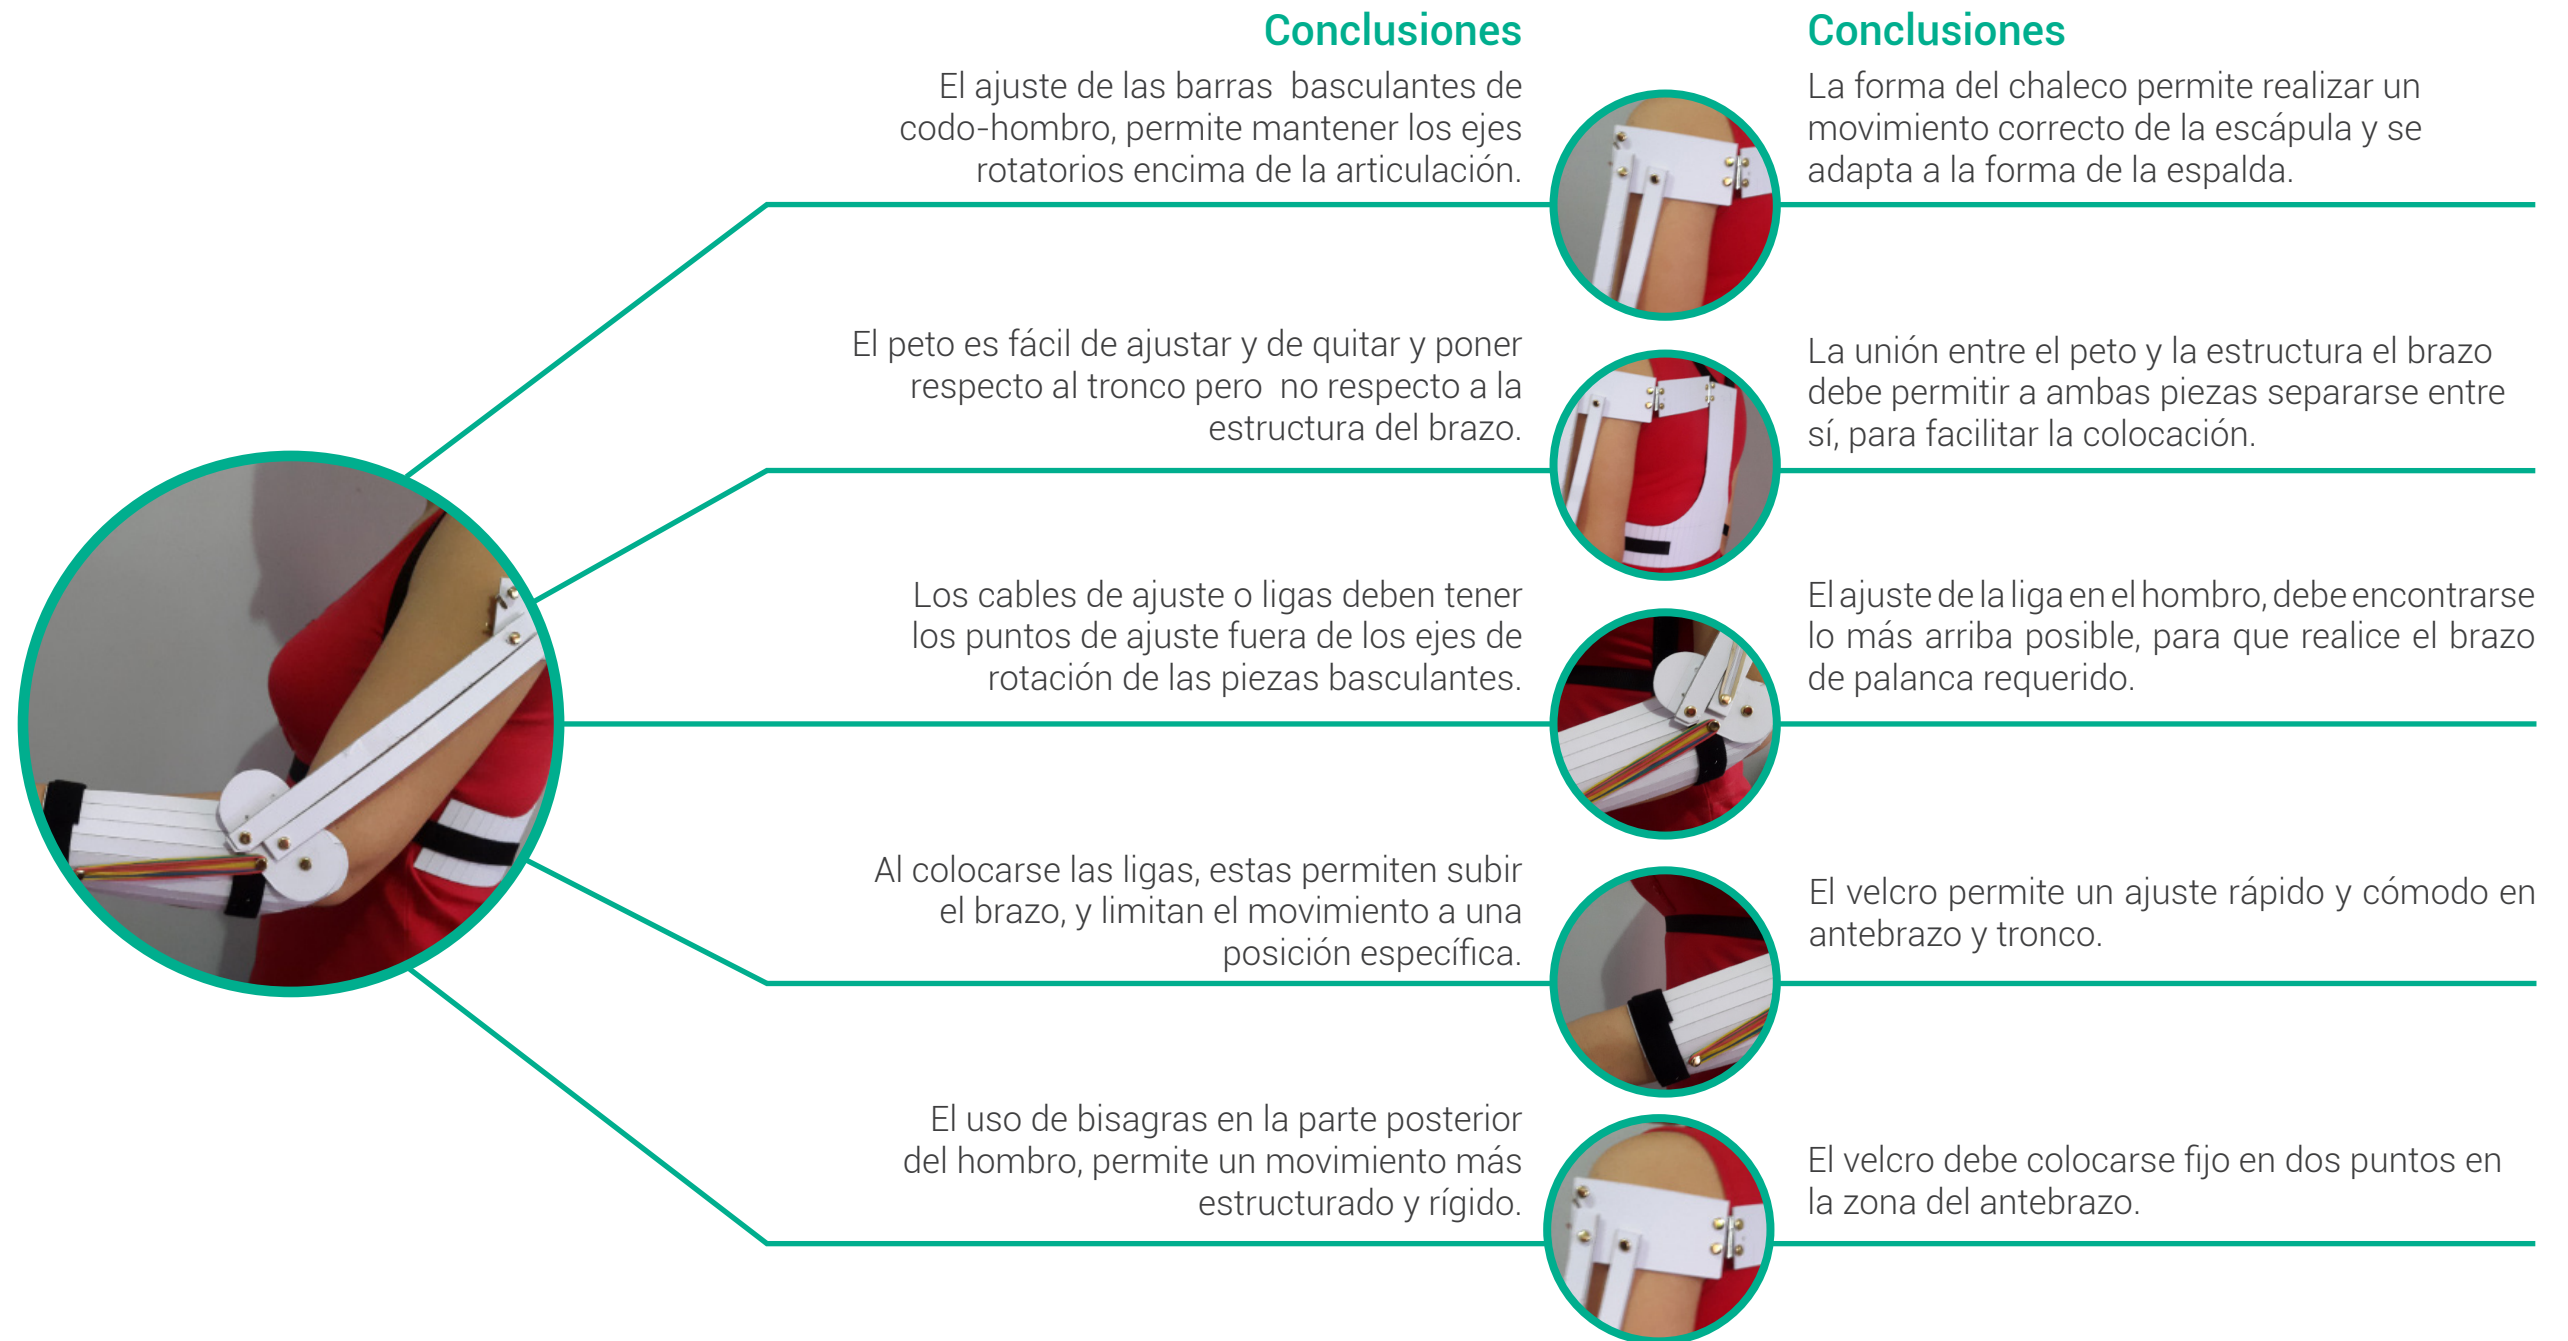 Conclusiones
El ajuste de las barras basculantes de
codo-hombro, permite mantener los ejes
rotatorios encima de la articulación.
El peto es fácil de ajustar y de quitar y poner
respecto al tronco pero no respecto a la
estructura del brazo.
Los cables de ajuste o ligas deben tener
los puntos de ajuste fuera de los ejes de
rotación de las piezas basculantes.
Al colocarse las ligas, estas permiten subir
el brazo, y limitan el movimiento a una
posición específica.
El uso de bisagras en la parte posterior
del hombro, permite un movimiento más
estructurado y rígido.
Conclusiones
La forma del chaleco permite realizar un
movimiento correcto de la escápula y se
adapta a la forma de la espalda.
La unión entre el peto y la estructura el brazo
debe permitir a ambas piezas separarse entre
sí, para facilitar la colocación.
El ajuste de la liga en el hombro, debe encontrarse
lo más arriba posible, para que realice el brazo
de palanca requerido.
El velcro permite un ajuste rápido y cómodo en
antebrazo y tronco.
El velcro debe colocarse fijo en dos puntos en
la zona del antebrazo.